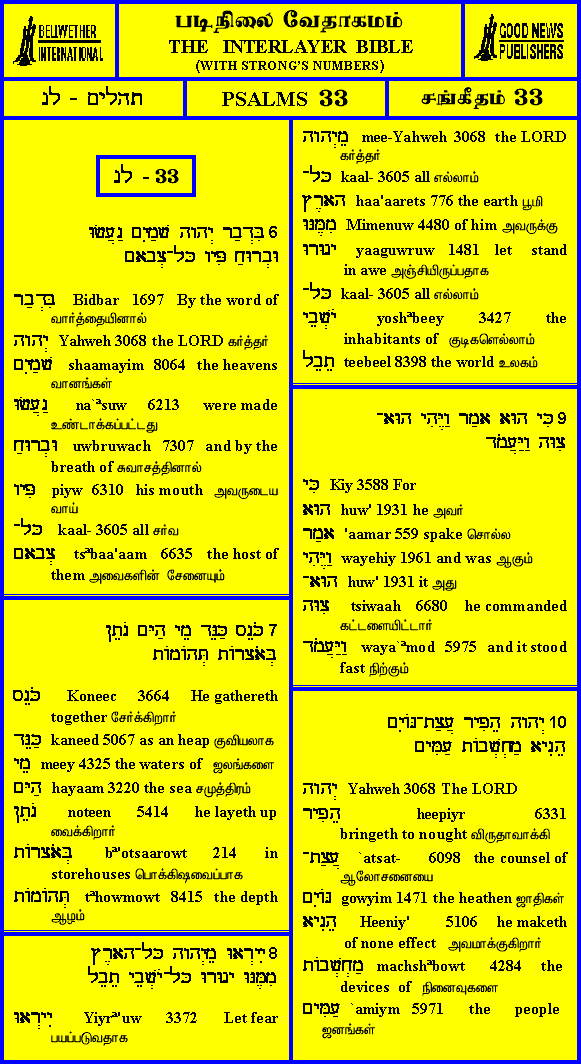 BELLWETHER
INTERNATIONAL
படிநிலை வேதாகமம்
THE INTERLAYER BIBLE
(WITH STRONG'S NUMBERS)
GOOD NEWS
PUBLISHERS
תהלים - לג
PSALMS 33
சங்கீதம் 33
לג - 33
6 בִּדְבַר יְהוָה שָׁמַיִם נַעֲשׂוּ
וּבְרוּחַ פִּיו כָּל־צְבָאָם
בִּדְבַר Bidbar 1697 By the word of
வார்த்தையினால்
יְהוָה Yahweh 3068 the LORD கர்த்தர்
שָׁמַיִם shaamayim 8064 the heavens
வானங்கள்
נַעֲשׂוּ na`ᵃsuw 6213 were made
உண்டாக்கப்பட்டது
וּבְרוּחַ uwbruwach 7307 and by the
breath of சுவாசத்தினால்
פִּיו piyw 6310 his mouth அவருடைய
வாய்
כָּל־ kaal- 3605 all சர்வ
צְבָאָם tsᵊbaa'aam 6635 the host of
them அவைகளின் சேனையும்
7 כֹּנֵס כַּנֵּד מֵי הַיָּם נֹתֵן
בְּאֹצָרוֹת תְּהוֹמוֹת
כֹּנֵס Koneec 3664 He gathereth
together சேர்க்கிறார்
כַּנֵּד kaneed 5067 as an heap குவியலாக
מֵי meey 4325 the waters of ஜலங்களை
הַיָּם hayaam 3220 the sea சமுத்திரம்
נֹתֵן noteen 5414 he layeth up
வைக்கிறார்
בְּאֹצָרוֹת bᵊ'otsaarowt 214 in
storehouses பொக்கிஷவைப்பாக
תְּהוֹמוֹת tᵊhowmowt 8415 the depth
ஆழம்
8 יִירְאוּ מֵיְהוָה כָּל־הָאָרֶץ
מִמֶּנּוּ יָגוּרוּ כָּל־יֹשְׁבֵי תֵבֵל
יִירְאוּ Yiyrᵊ'uw 3372 Let fear
பயப்படுவதாக
מֵיְהוָה mee-Yahweh 3068 the LORD
கர்த்தர்
כָּל־ kaal- 3605 all எல்லாம்
הָאָרֶץ haa'aarets 776 the earth பூமி
מִמֶּנּוּ Mimenuw 4480 of him அவருக்கு
יָגוּרוּ yaaguwruw 1481 let stand
in awe அஞ்சியிருப்பதாக
כָּל־ kaal- 3605 all எல்லாம்
יֹשְׁבֵי yoshᵊbeey 3427 the
inhabitants of குடிகளெல்லாம்
תֵבֵל teebeel 8398 the world உலகம்
9 כִּי הוּא אָמַר וַיֶּהִי הוּא־
צִוָּה וַיַּעֲמֹד
כִּי Kiy 3588 For
הוּא huw' 1931 he அவர்
אָמַר 'aamar 559 spake சொல்ல
וַיֶּהִי wayehiy 1961 and was ஆகும்
הוּא־ huw' 1931 it அது
צִוָּה tsiwaah 6680 he commanded
கட்டளையிட்டார்
וַיַּעֲמֹד waya`ᵃmod 5975 and it stood
fast நிற்கும்
10 יְהוָה הֵפִיר עֲצַת־גּוֹיִם
הֵנִיא מַחְשְׁבוֹת עַמִּים
יְהוָה Yahweh 3068 The LORD
הֵפִיר heepiyr 6331
bringeth to nought விருதாவாக்கி
עֲצַת־ `atsat- 6098 the counsel of
ஆலோசனையை
גּוֹיִם gowyim 1471 the heathen ஜாதிகள்
הֵנִיא Heeniy' 5106 he maketh
of none effect அவமாக்குகிறார்
מַחְשְׁבוֹת machshᵊbowt 4284 the
devices of நினைவுகளை
עַמִּים `amiym 5971 the people
ஜனங்கள்